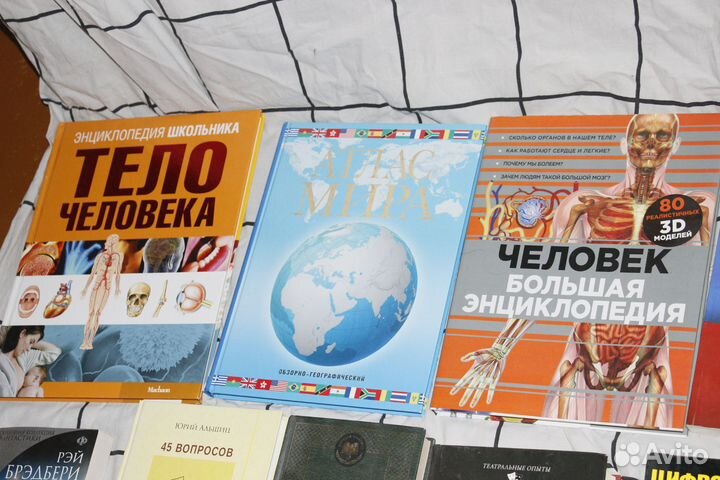 ЭНЦИКЛОПЕДИЯ ШКОЛЬНИКА
ТЕЛО
ЧЕЛОВЕКА
Machaon
АТЛАС
МИРА
ОБЗОРНО-ГЕОГРАФИЧЕСКИЙ
СКОЛЬКО ОРГАНОВ В НАШЕМ ТЕЛЕ?
КАК РАБОТАЮТ СЕРДЦЕ И ЛЕГКИЕ?
ПОЧЕМУ МЫ БОЛЕЕМ?
ЗАЧЕМ ЛЮДЯМ ТАКОЙ БОЛЬШОЙ МОЗГ?
80
РЕАЛИСТИЧНЫХ
3D
МОДЕЛЕЙ
ЧЕЛОВЕК
БОЛЬШАЯ
ЭНЦИКЛОПЕДИЯ
РЭЙ
БРЭДБЕРИ
ЮРИЙ АЛЬШИЦ
45 ВОПРОСОВ
ТЕАТРАЛЬНЫЕ ОПЫТЫ
Avito